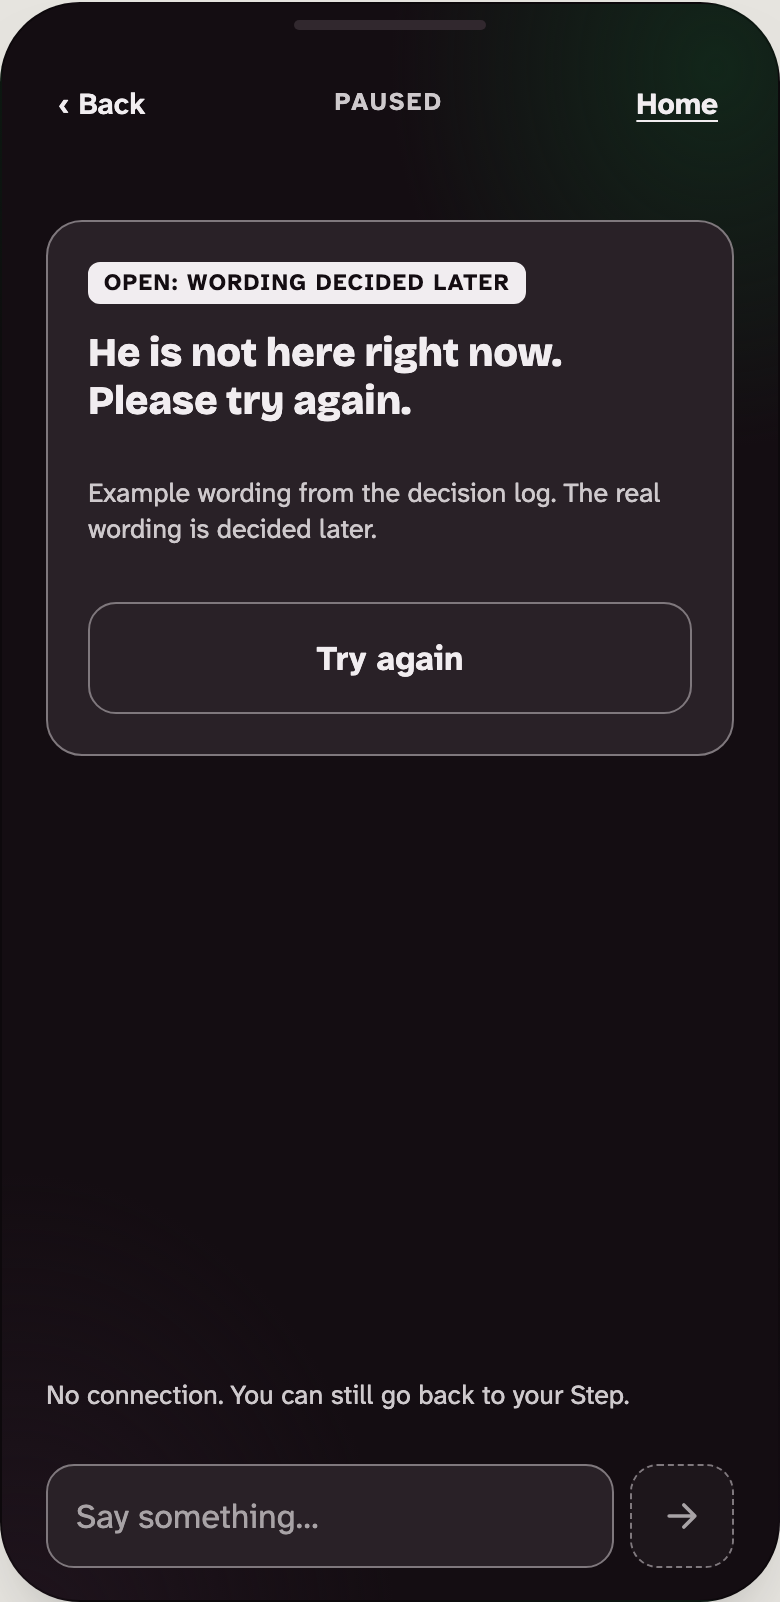 ‹ Back
PAUSED
Home
OPEN: WORDING DECIDED LATER
He is not here right now.
Please try again.
Example wording from the decision log. The real
wording is decided later.
Try again
No connection. You can still go back to your Step.
Say something...